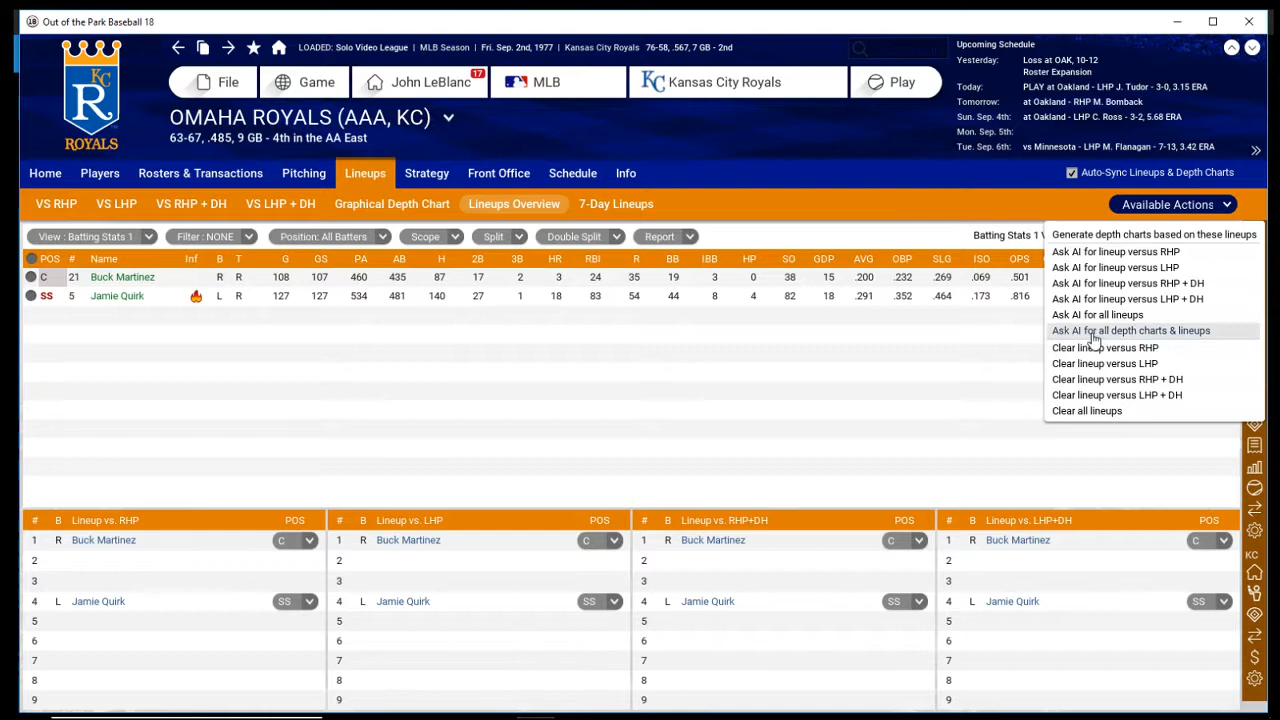 Out of the Park Baseball 18
LOADED: Solo Video League | MLB Season | Fri. Sep. 2nd, 1977 | Kansas City Royals 76-58, .567, 7 GB - 2nd
Upcoming Schedule
Yesterday: Loss at OAK, 10-12
Roster Expansion
Today: PLAY at Oakland - LHP J. Tudor - 3-0, 3.15 ERA
Tomorrow: at Oakland - RHP M. Bomback
Sun. Sep. 4th: at Oakland - LHP C. Ross - 3-2, 5.68 ERA
Mon. Sep. 5th:
Tue. Sep. 6th: vs Minnesota - LHP M. Flanagan - 7-13, 3.42 ERA
KC
R
ROYALS
File Game John LeBlanc 17 MLB KC Kansas City Royals Play
OMAHA ROYALS (AAA, KC)
63-67, .485, 9 GB - 4th in the AA East
Home Players Rosters & Transactions Pitching Lineups Strategy Front Office Schedule Info Auto-Sync Lineups & Depth Charts
VS RHP VS LHP VS RHP + DH VS LHP + DH Graphical Depth Chart Lineups Overview 7-Day Lineups Available Actions
View : Batting Stats 1 Filter : NONE Position: All Batters Scope Split Double Split Report Batting Stats 1
POS # Name Inf B T G GS PA AB H 2B 3B HR RBI R BB IBB HP SO GDP AVG OBP SLG ISO OPS
C 21 Buck Martinez R R 108 107 460 435 87 17 2 3 24 35 19 3 0 38 15 .200 .232 .269 .069 .501
SS 5 Jamie Quirk L R 127 127 534 481 140 27 1 18 83 54 44 8 4 82 18 .291 .352 .464 .173 .816
Generate depth charts based on these lineups
Ask AI for lineup versus RHP
Ask AI for lineup versus LHP
Ask AI for lineup versus RHP + DH
Ask AI for lineup versus LHP + DH
Ask AI for all lineups
Ask AI for all depth charts & lineups
Clear lineup versus RHP
Clear lineup versus LHP
Clear lineup versus RHP + DH
Clear lineup versus LHP + DH
Clear all lineups
# B Lineup vs. RHP POS # B Lineup vs. LHP POS # B Lineup vs. RHP+DH POS # B Lineup vs. LHP+DH POS
1 R Buck Martinez C 1 R Buck Martinez C 1 R Buck Martinez C 1 R Buck Martinez C
2 2 2 2
3 3 3 3
4 L Jamie Quirk SS 4 L Jamie Quirk SS 4 L Jamie Quirk SS 4 L Jamie Quirk SS
5 5 5 5
6 6 6 6
7 7 7 7
8 8 8 8
9 9 9 9
KC
$